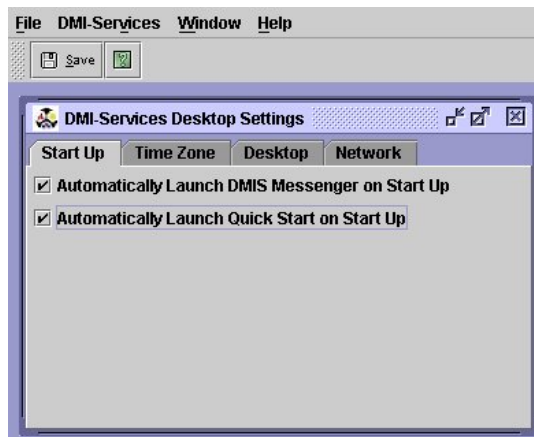 File DMI-Services Window Help
Save
DMI-Services Desktop Settings
Start Up Time Zone Desktop Network
Automatically Launch DMIS Messenger on Start Up
Automatically Launch Quick Start on Start Up